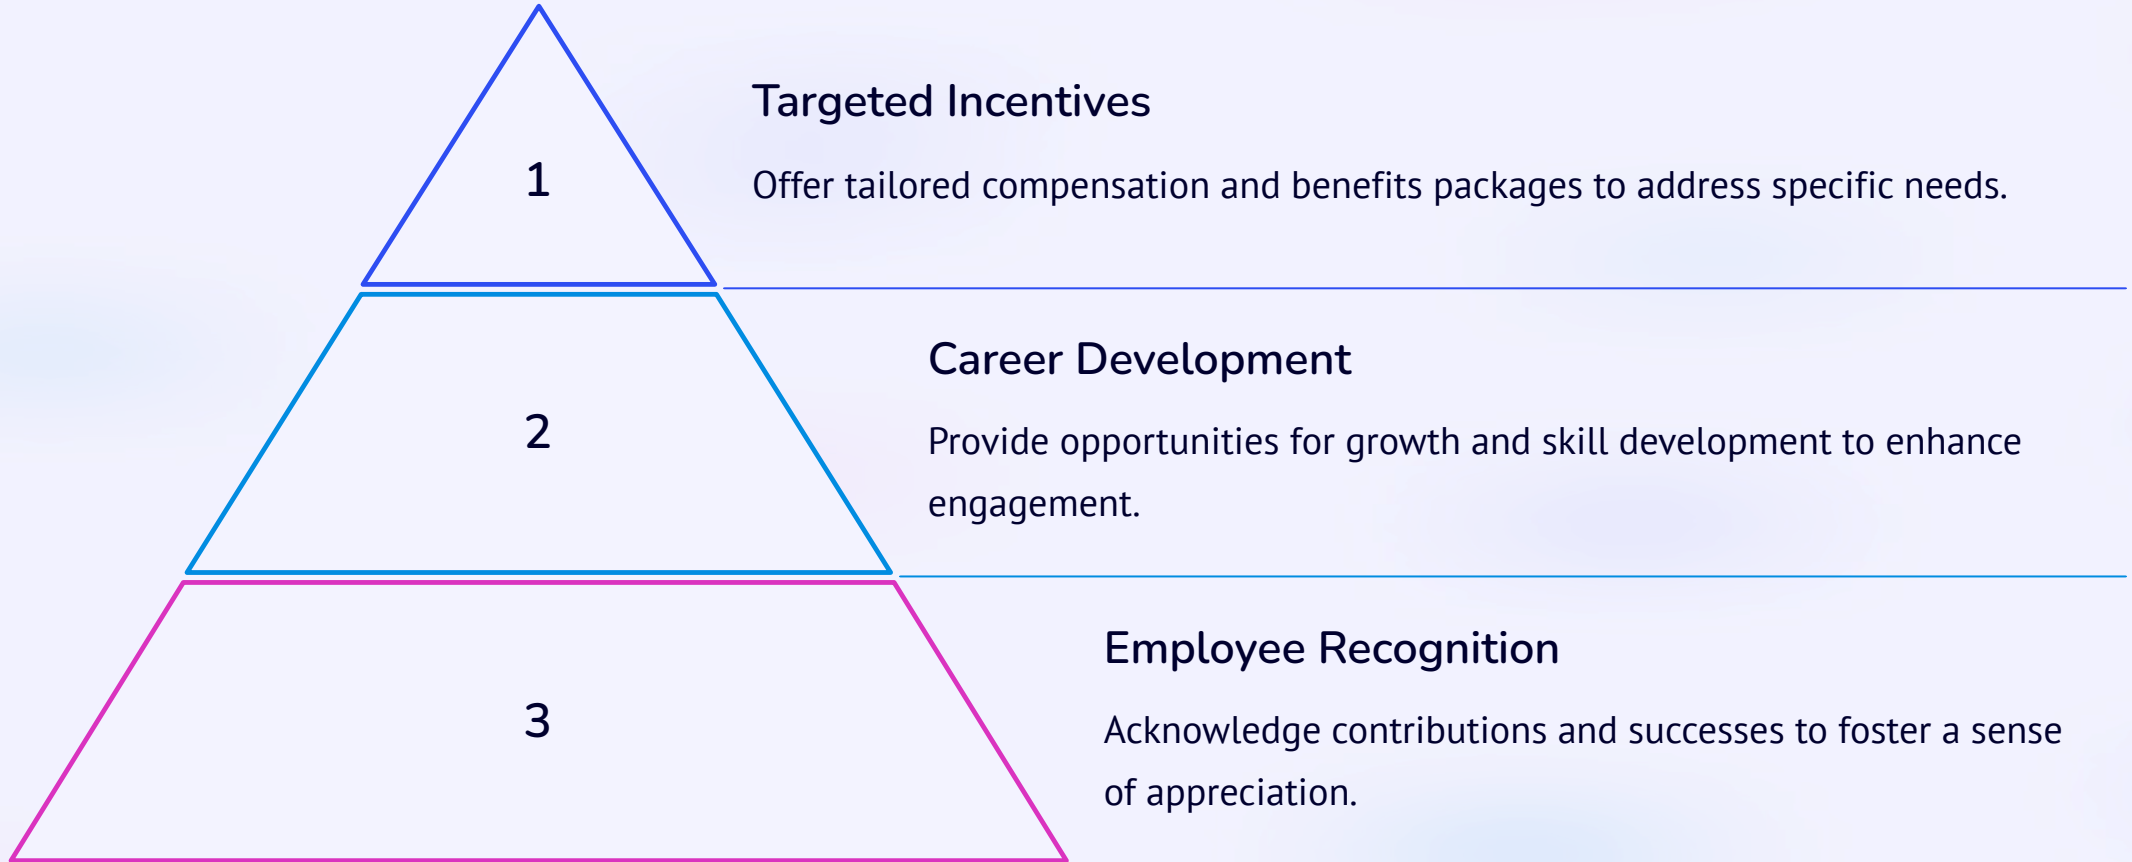 1
Targeted Incentives
Offer tailored compensation and benefits packages to address specific needs.
2
Career Development
Provide opportunities for growth and skill development to enhance
engagement.
3
Employee Recognition
Acknowledge contributions and successes to foster a sense
of appreciation.